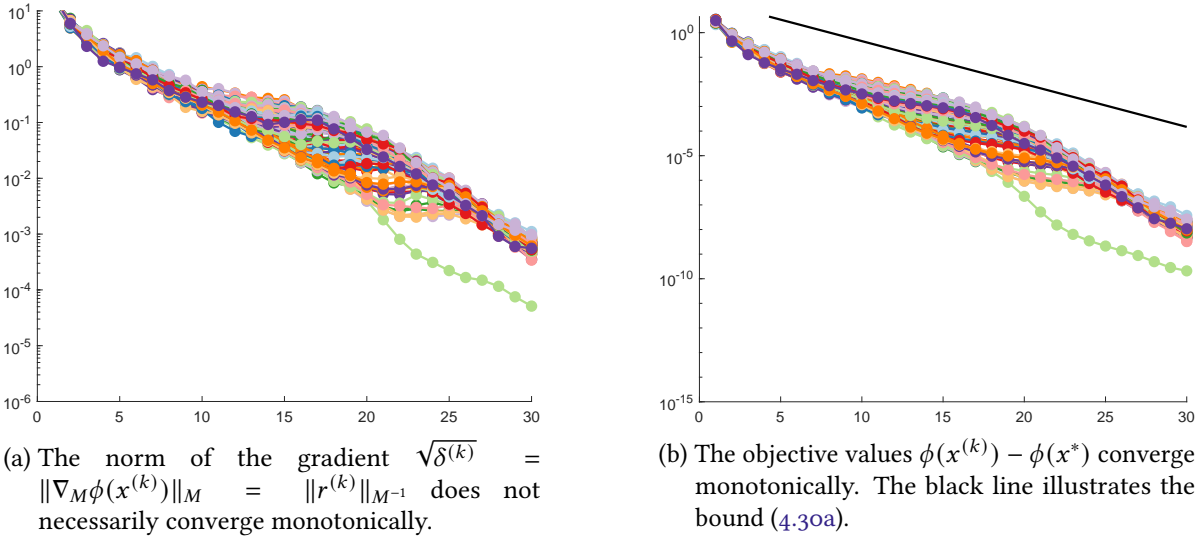 10^1
10^0
10^-1
10^-2
10^-3
10^-4
10^-5
10^-6
0 5 10 15 20 25 30
(a) The norm of the gradient √δ^(k) =
‖∇_M ϕ(x^(k))‖_M = ‖r^(k)‖_{M^-1} does not
necessarily converge monotonically.
10^0
10^-5
10^-10
10^-15
0 5 10 15 20 25 30
(b) The objective values ϕ(x^(k)) − ϕ(x^*) converge
monotonically. The black line illustrates the
bound (4.30a).